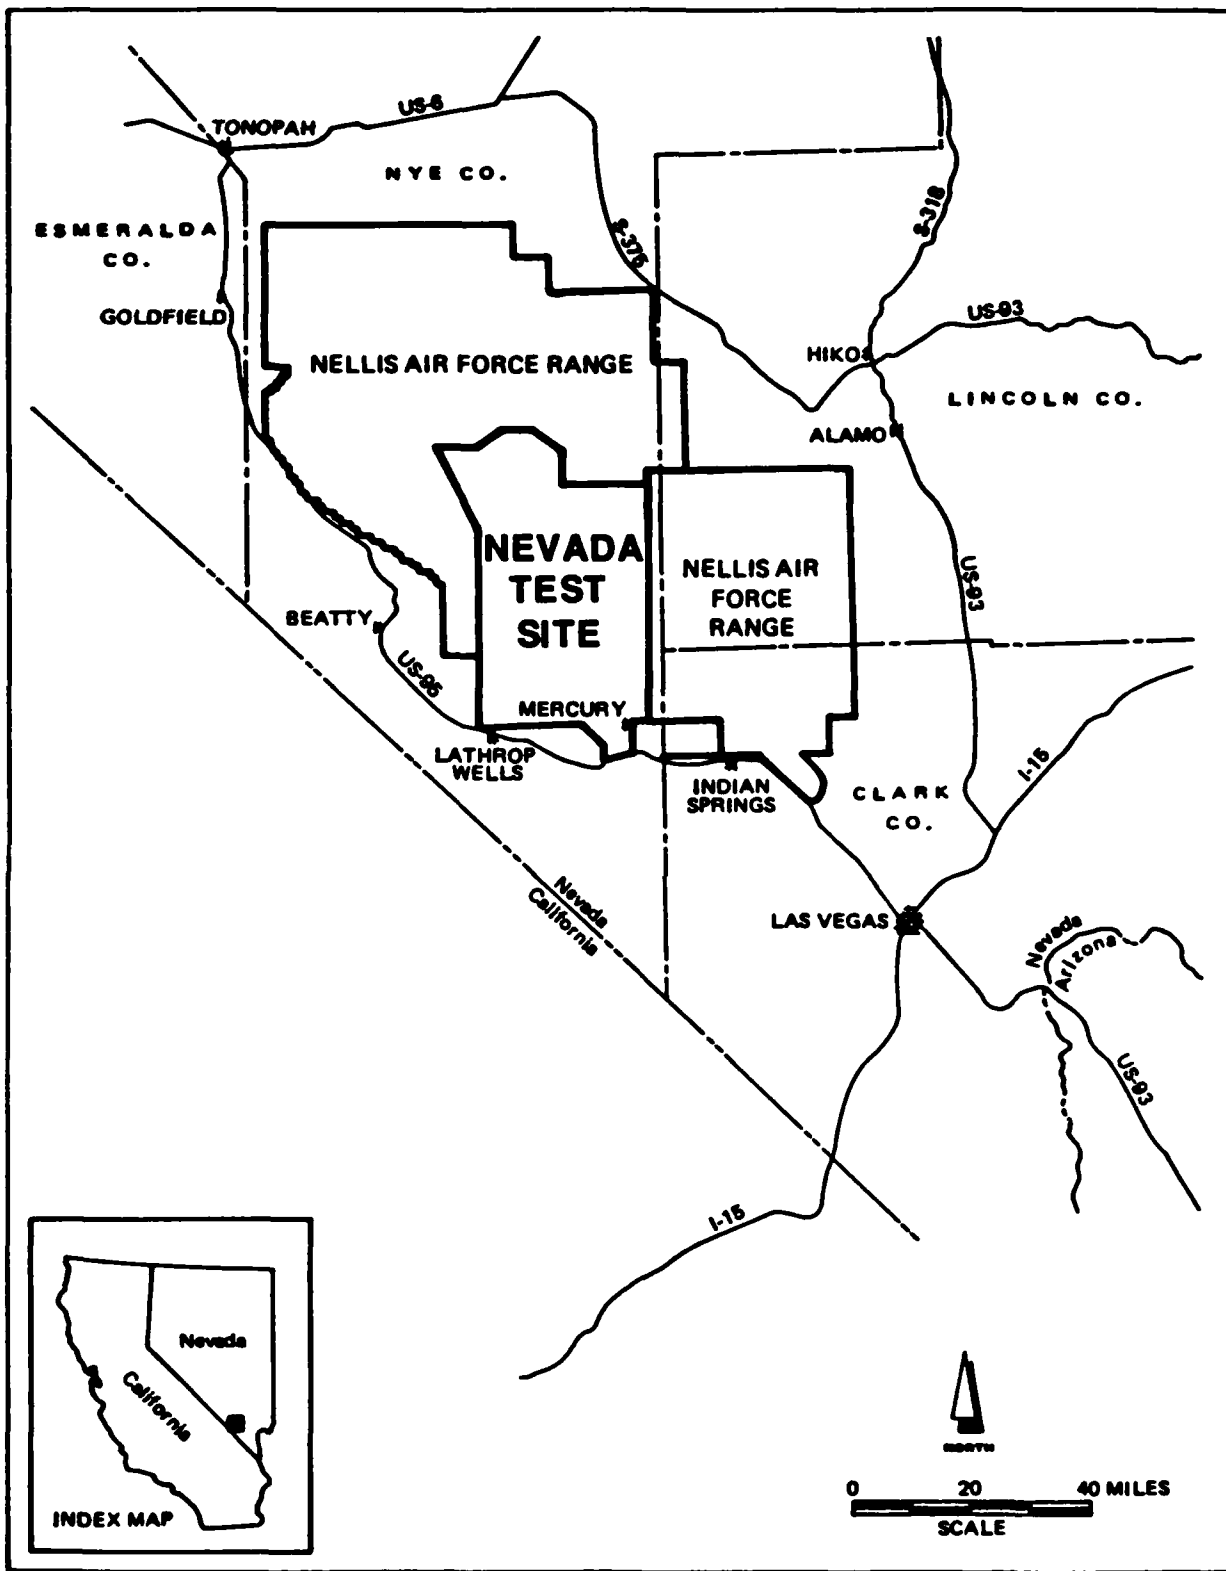 US-6
TONOPAH
NYE CO.
S-318
ESMERALDA
CO.
S-375
GOLDFIELD
US-93
HIKO
NELLIS AIR FORCE RANGE
LINCOLN CO.
ALAMO
NEVADA
TEST
SITE
NELLIS AIR
FORCE
RANGE
US-93
BEATTY
US-95
MERCURY
LATHROP
WELLS
INDIAN
SPRINGS
I-15
CLARK
CO.
Nevada
California
LAS VEGAS
Nevada
Arizona
US-93
I-15
Nevada
California
INDEX MAP
NORTH
0 20 40 MILES
SCALE